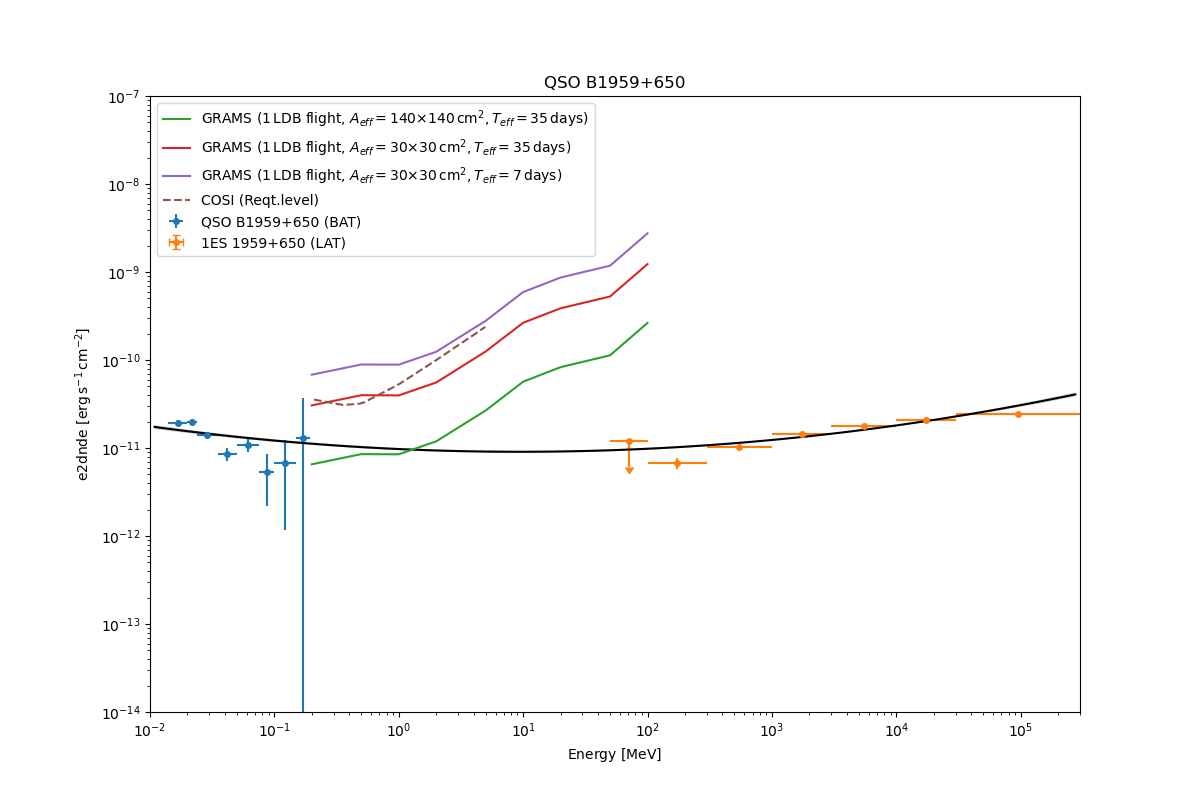 QSO B1959+650
GRAMS (1 LDB flight, A_eff = 140×140 cm², T_eff = 35 days)
GRAMS (1 LDB flight, A_eff = 30×30 cm², T_eff = 35 days)
GRAMS (1 LDB flight, A_eff = 30×30 cm², T_eff = 7 days)
COSI (Reqt.level)
QSO B1959+650 (BAT)
1ES 1959+650 (LAT)
e2dnde [erg s⁻¹ cm⁻²]
10⁻⁷
10⁻⁸
10⁻⁹
10⁻¹⁰
10⁻¹¹
10⁻¹²
10⁻¹³
10⁻¹⁴
10⁻² 10⁻¹ 10⁰ 10¹ 10² 10³ 10⁴ 10⁵
Energy [MeV]